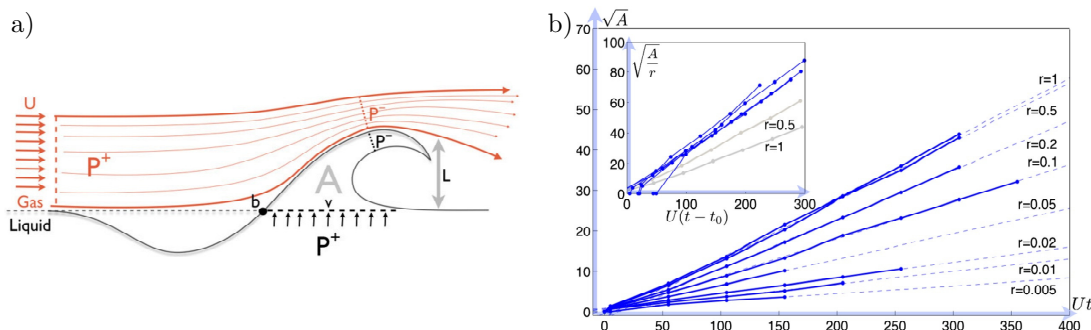 a)
U
P⁺
P⁻
P⁻
A
L
Gas
b
v
Liquid
P⁺
b)
√A
70
60
50
40
30
20
10
0
0
50
100
150
200
250
300
350
400
Ut
r=1
r=0.5
r=0.2
r=0.1
r=0.05
r=0.02
r=0.01
r=0.005
√(A/r)
100
80
60
40
20
0
0
100
200
300
U(t − t₀)
r=0.5
r=1